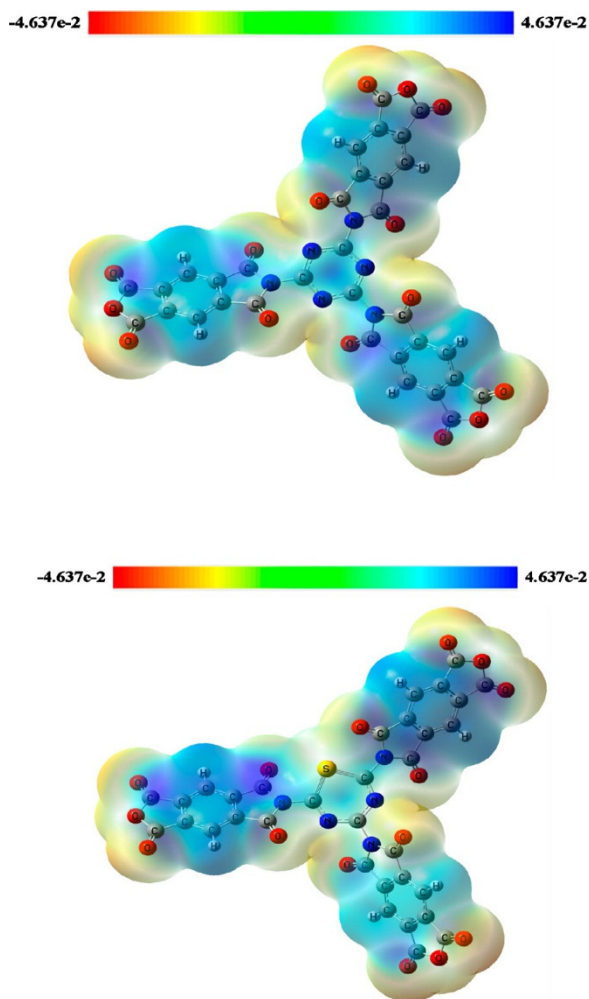 -4.637e-2 4.637e-2
O C O C O
C C
H C C H
C C
O C C O
N
O N C
H C N
O C C N C
C C C C N C O
O C C N C
C O
O H O C C H
C C
C C
H C C C O
C O
O
-4.637e-2 4.637e-2
O C O
C C O
H C C
C C H
O C C
N C O
H O S C
O C C N C N
C C C N C
O C C C N C O
C O O C
O H C C
C C H
H C C
C C O
O O